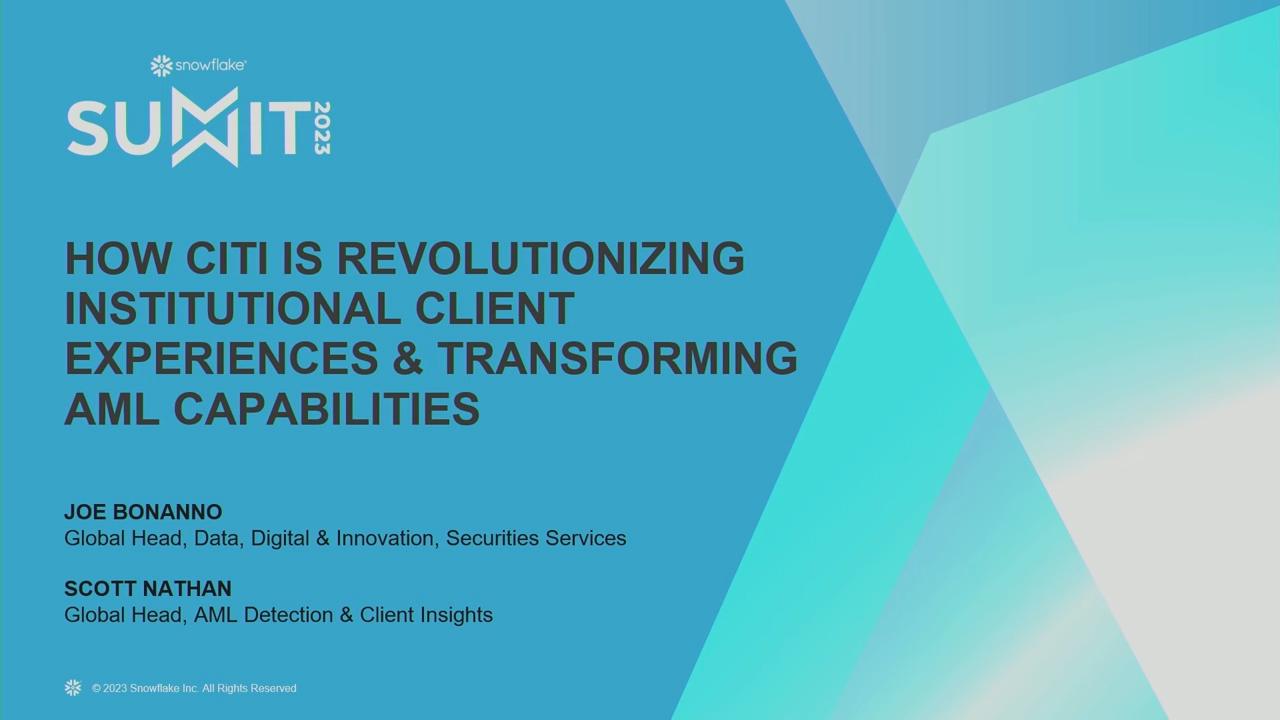 snowflake®
SUMMIT 2023
HOW CITI IS REVOLUTIONIZING
INSTITUTIONAL CLIENT
EXPERIENCES & TRANSFORMING
AML CAPABILITIES
JOE BONANNO
Global Head, Data, Digital & Innovation, Securities Services
SCOTT NATHAN
Global Head, AML Detection & Client Insights
© 2023 Snowflake Inc. All Rights Reserved